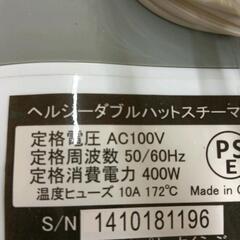 ヘルシーダブルハットスチーマ
定格電圧 AC100V
定格周波数 50/60Hz
定格消費電力 400W
温度ヒューズ 10A 172℃
Made in
PS
E
S/N 1410181196